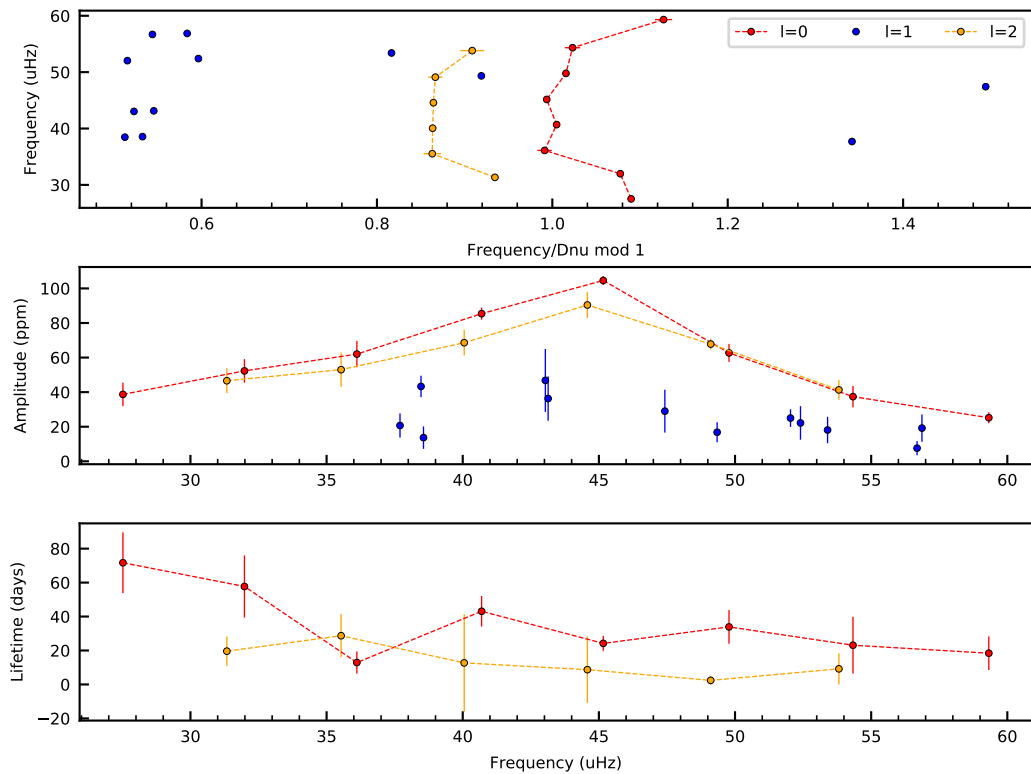 60
50
40
30
Frequency (uHz)
l=0 l=1 l=2
0.6 0.8 1.0 1.2 1.4
Frequency/Dnu mod 1
100
80
60
40
20
0
Amplitude (ppm)
30 35 40 45 50 55 60
80
60
40
20
0
−20
Lifetime (days)
30 35 40 45 50 55 60
Frequency (uHz)